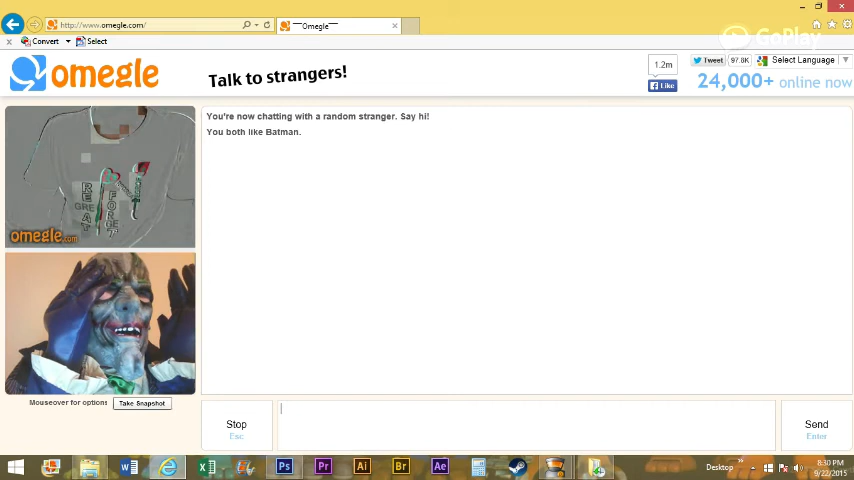 http://www.omegle.com/
Omegle
GoPlay
Convert
Select
omegle
Talk to strangers!
1.2m
Like
Tweet
97.8K
Select Language
24,000+ online now
You're now chatting with a random stranger. Say hi!
You both like Batman.
omegle.com
Mouseover for options
Take Snapshot
Stop
Esc
Send
Enter
Desktop
8:30 PM
9/22/2015